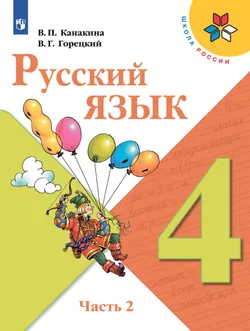 В. П. Канакина
В. Г. Горецкий
ШКОЛА РОССИИ
Русский
язык
4
Часть 2